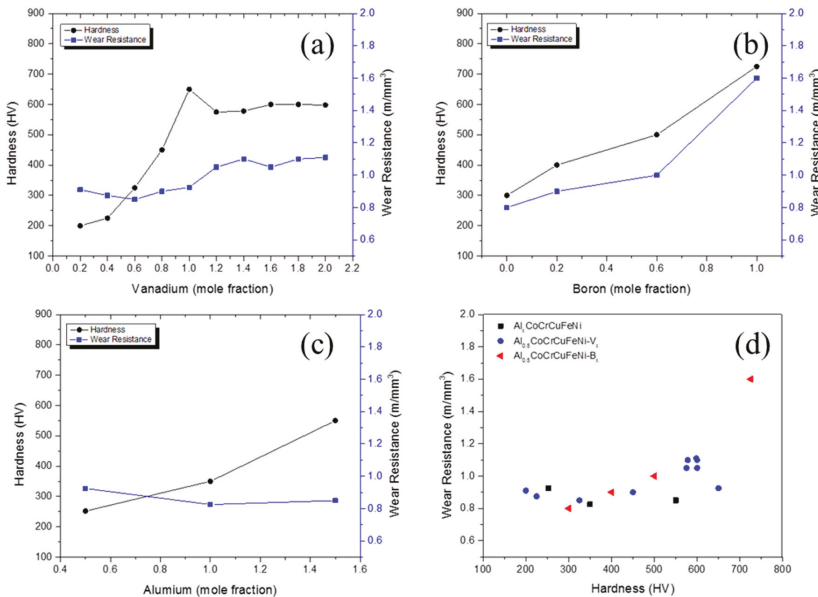 (a)
Hardness
Wear Resistance
900
800
700
600
500
400
300
200
100
Hardness (HV)
2.0
1.8
1.6
1.4
1.2
1.0
0.8
0.6
Wear Resistance (m/mm³)
0.0 0.2 0.4 0.6 0.8 1.0 1.2 1.4 1.6 1.8 2.0 2.2
Vanadium (mole fraction)
(b)
Hardness
Wear Resistance
900
800
700
600
500
400
300
200
100
Hardness (HV)
2.0
1.8
1.6
1.4
1.2
1.0
0.8
0.6
Wear Resistance (m/mm³)
0.0 0.2 0.4 0.6 0.8 1.0
Boron (mole fraction)
(c)
Hardness
Wear Resistance
900
800
700
600
500
400
300
200
100
Hardness (HV)
2.0
1.8
1.6
1.4
1.2
1.0
0.8
0.6
Wear Resistance (m/mm³)
0.4 0.6 0.8 1.0 1.2 1.4 1.6
Alumium (mole fraction)
(d)
AlₓCoCrCuFeNi
Al₀.₅CoCrCuFeNi-Vₓ
Al₀.₅CoCrCuFeNi-Bₓ
2.0
1.8
1.6
1.4
1.2
1.0
0.8
0.6
Wear Resistance (m/mm³)
100 200 300 400 500 600 700 800
Hardness (HV)